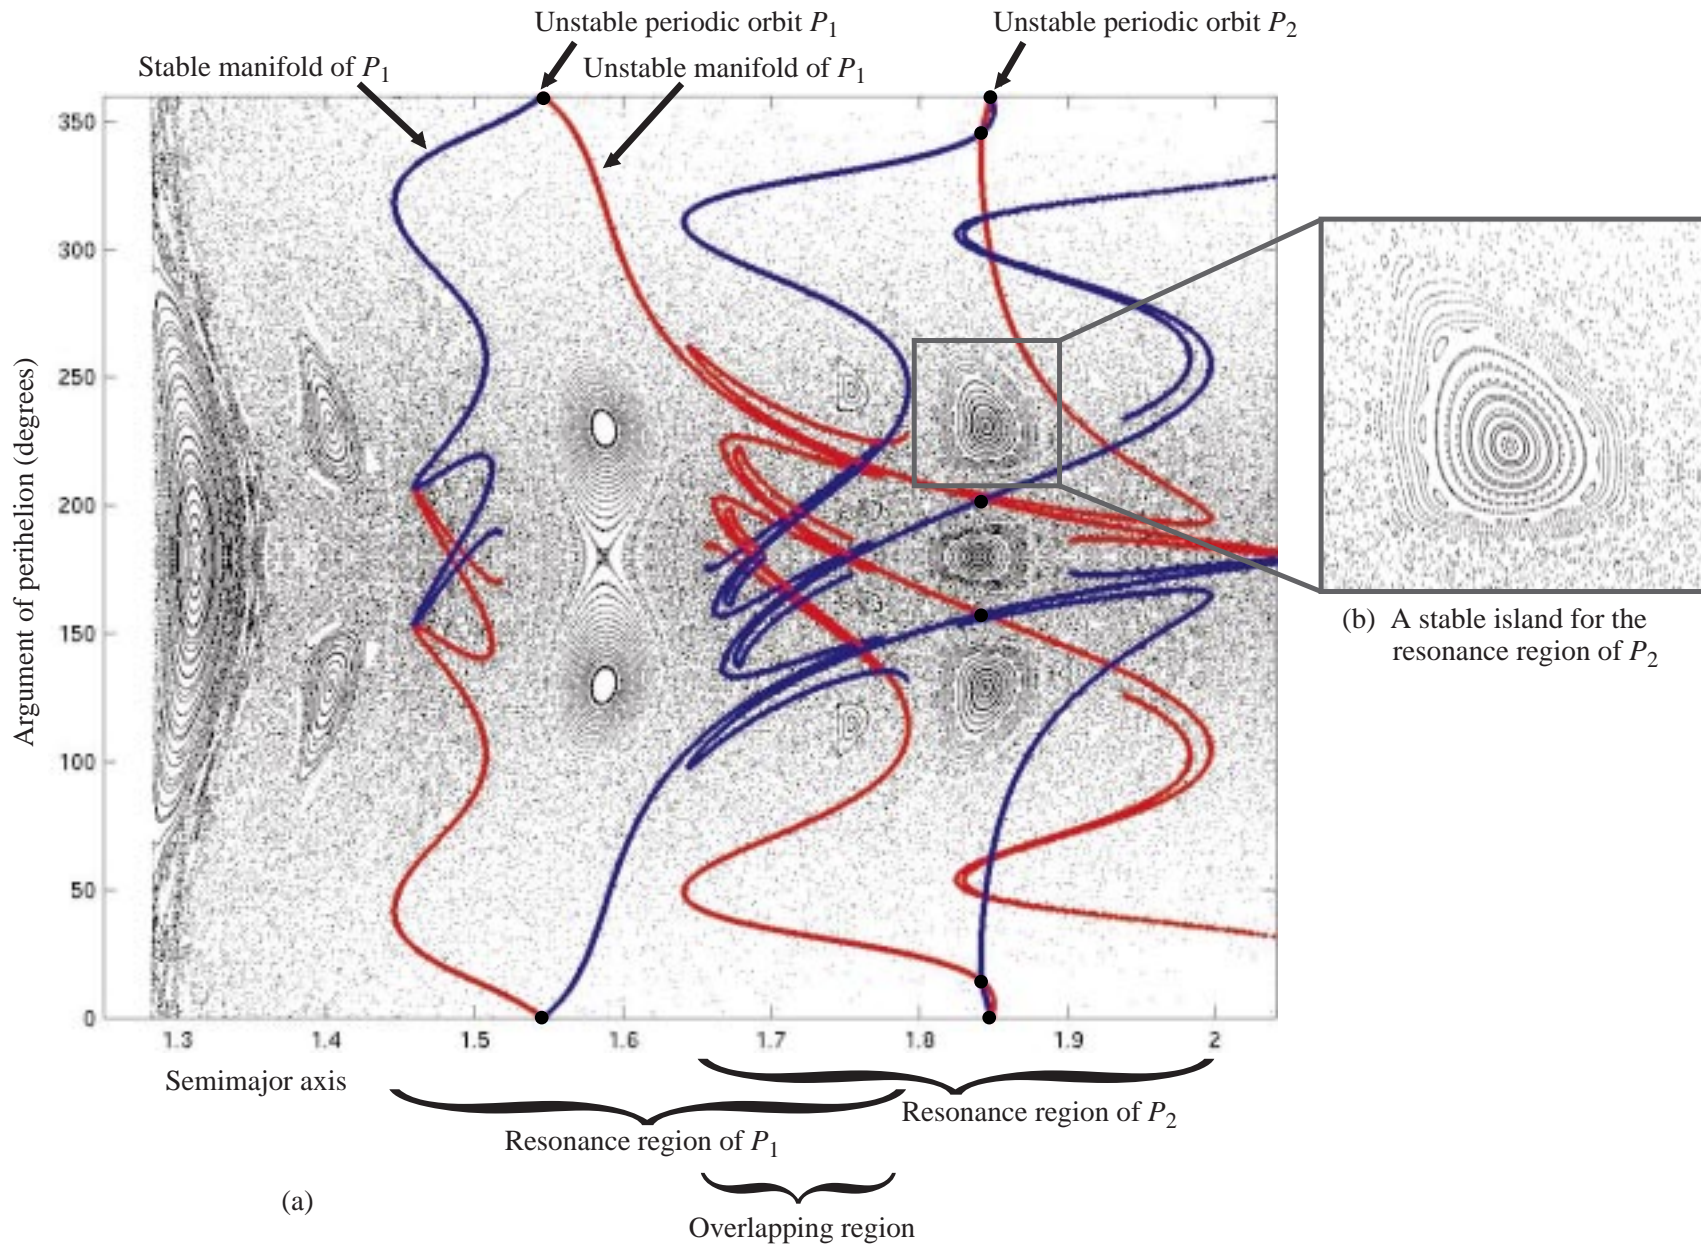 Unstable periodic orbit P1
Unstable periodic orbit P2
Stable manifold of P1
Unstable manifold of P1
Argument of perihelion (degrees)
350
300
250
200
150
100
50
0
1.3 1.4 1.5 1.6 1.7 1.8 1.9 2
Semimajor axis
(b) A stable island for the
resonance region of P2
Resonance region of P2
Resonance region of P1
(a)
Overlapping region